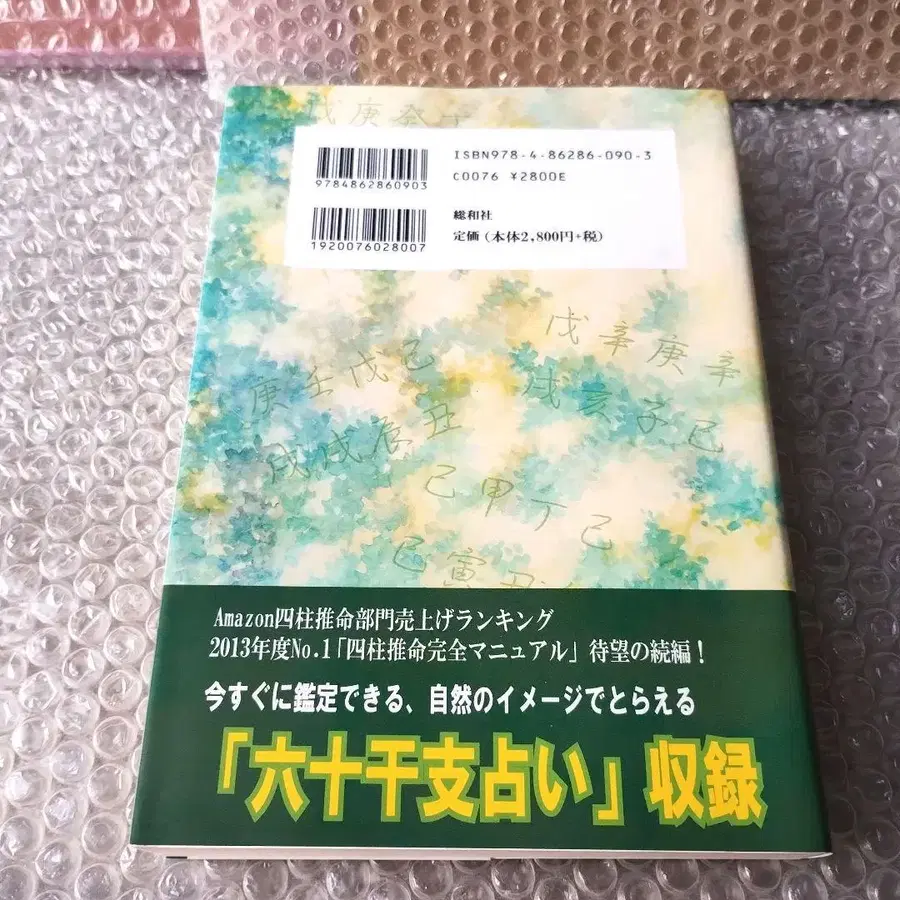 戊庚癸子
ISBN978-4-86286-090-3
C0076 ¥2800E
9784862860903
総和社
定価(本体2,800円+税)
1920076028007
戊辛庚辛
戌亥子巳
庚壬戊己
戌戌辰丑
己甲丁己
巳寅丑
Amazon四柱推命部門売上げランキング
2013年度No.1「四柱推命完全マニュアル」待望の続編!
今すぐに鑑定できる、自然のイメージでとらえる
「六十干支占い」収録